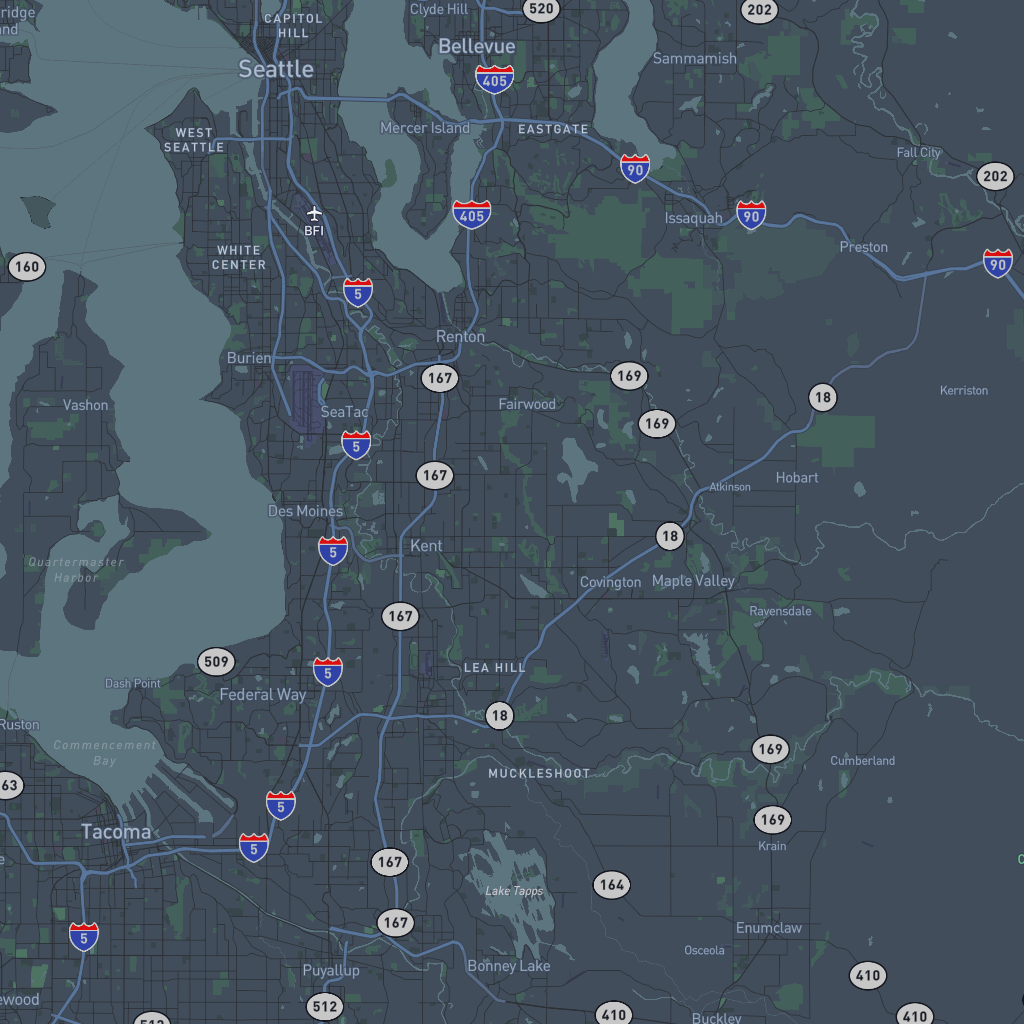 ridge
nd
CAPITOL
HILL
Clyde Hill
520
202
Bellevue
Seattle
405
Sammamish
WEST
SEATTLE
Mercer Island
EASTGATE
Fall City
90
202
405
BFI
Issaquah
90
Preston
WHITE
CENTER
160
90
5
Renton
Burien
167
169
18
Kerriston
Vashon
SeaTac
Fairwood
169
5
167
Hobart
Atkinson
Des Moines
18
5
Kent
Quartermaster
Harbor
Covington
Maple Valley
167
Ravensdale
509
5
LEA HILL
Dash Point
Federal Way
18
Ruston
Commencement
Bay
169
Cumberland
MUCKLESHOOT
63
5
169
Tacoma
5
Krain
e
167
C
Lake Tapps
164
5
167
Enumclaw
Osceola
Puyallup
Bonney Lake
410
ewood
512
410
410
512
Buckley